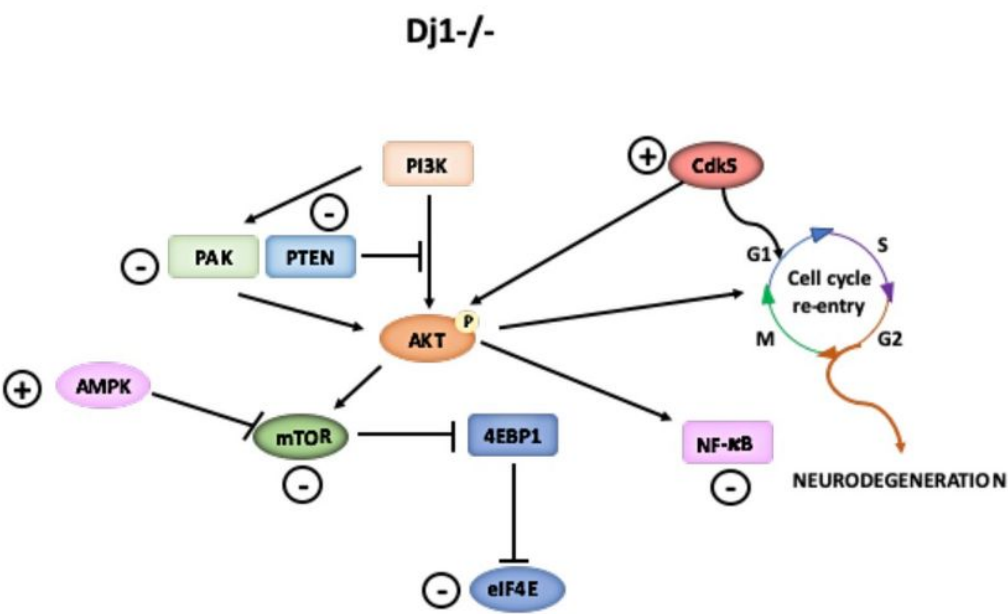 Dj1-/-
PI3K
+
Cdk5
-
PAK
PTEN
-
G1
S
Cell cycle
re-entry
M
G2
AKT
P
+
AMPK
mTOR
-
4EBP1
NF-κB
-
NEURODEGENERATION
-
eIF4E